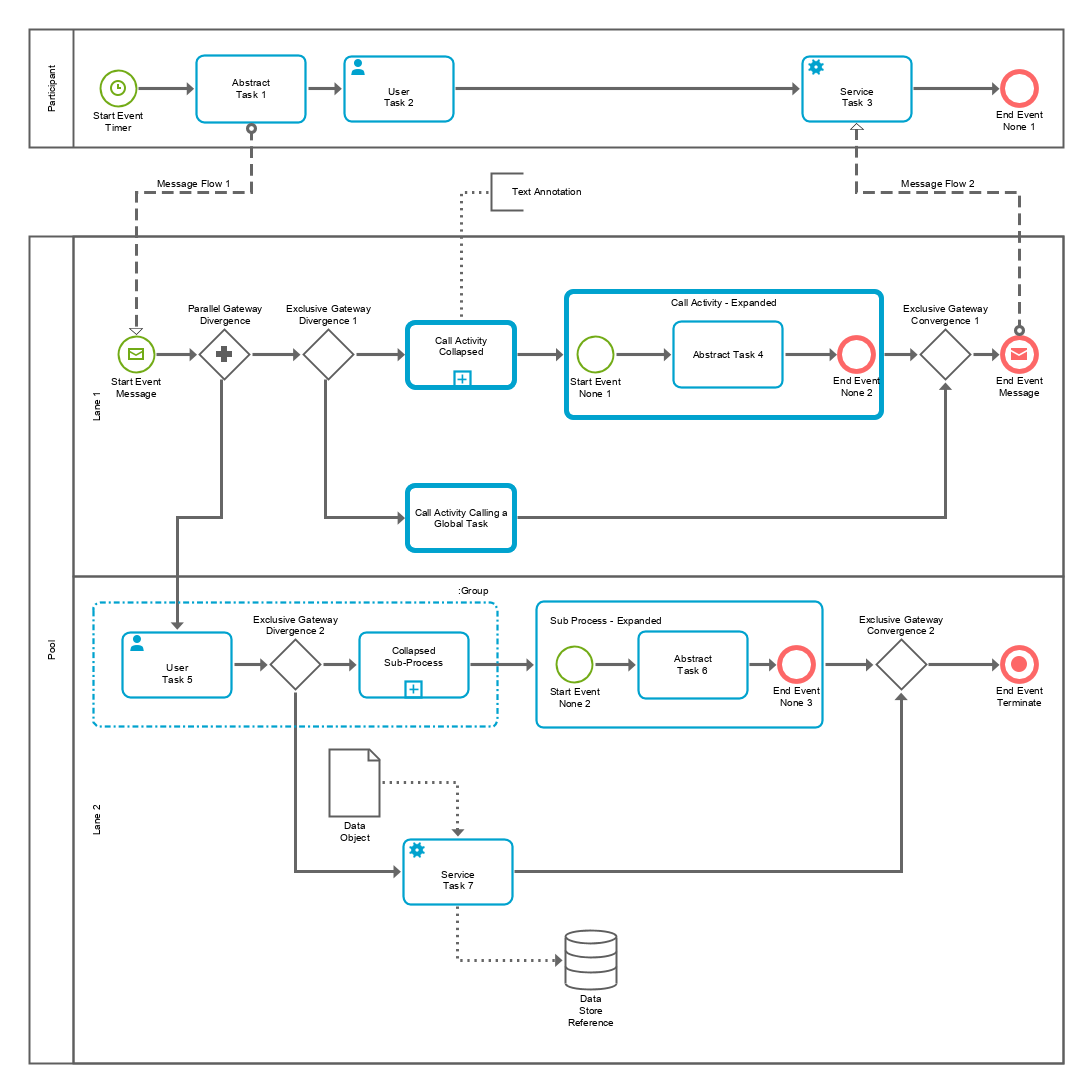 Participant
Start Event
Timer
Abstract
Task 1
User
Task 2
Service
Task 3
End Event
None 1
Message Flow 1
Text Annotation
Message Flow 2
Pool
Lane 1
Start Event
Message
Parallel Gateway
Divergence
Exclusive Gateway
Divergence 1
Call Activity
Collapsed
Call Activity - Expanded
Start Event
None 1
Abstract Task 4
End Event
None 2
Exclusive Gateway
Convergence 1
End Event
Message
Call Activity Calling a
Global Task
Lane 2
:Group
User
Task 5
Exclusive Gateway
Divergence 2
Collapsed
Sub-Process
Sub Process - Expanded
Start Event
None 2
Abstract
Task 6
End Event
None 3
Exclusive Gateway
Convergence 2
End Event
Terminate
Data
Object
Service
Task 7
Data
Store
Reference